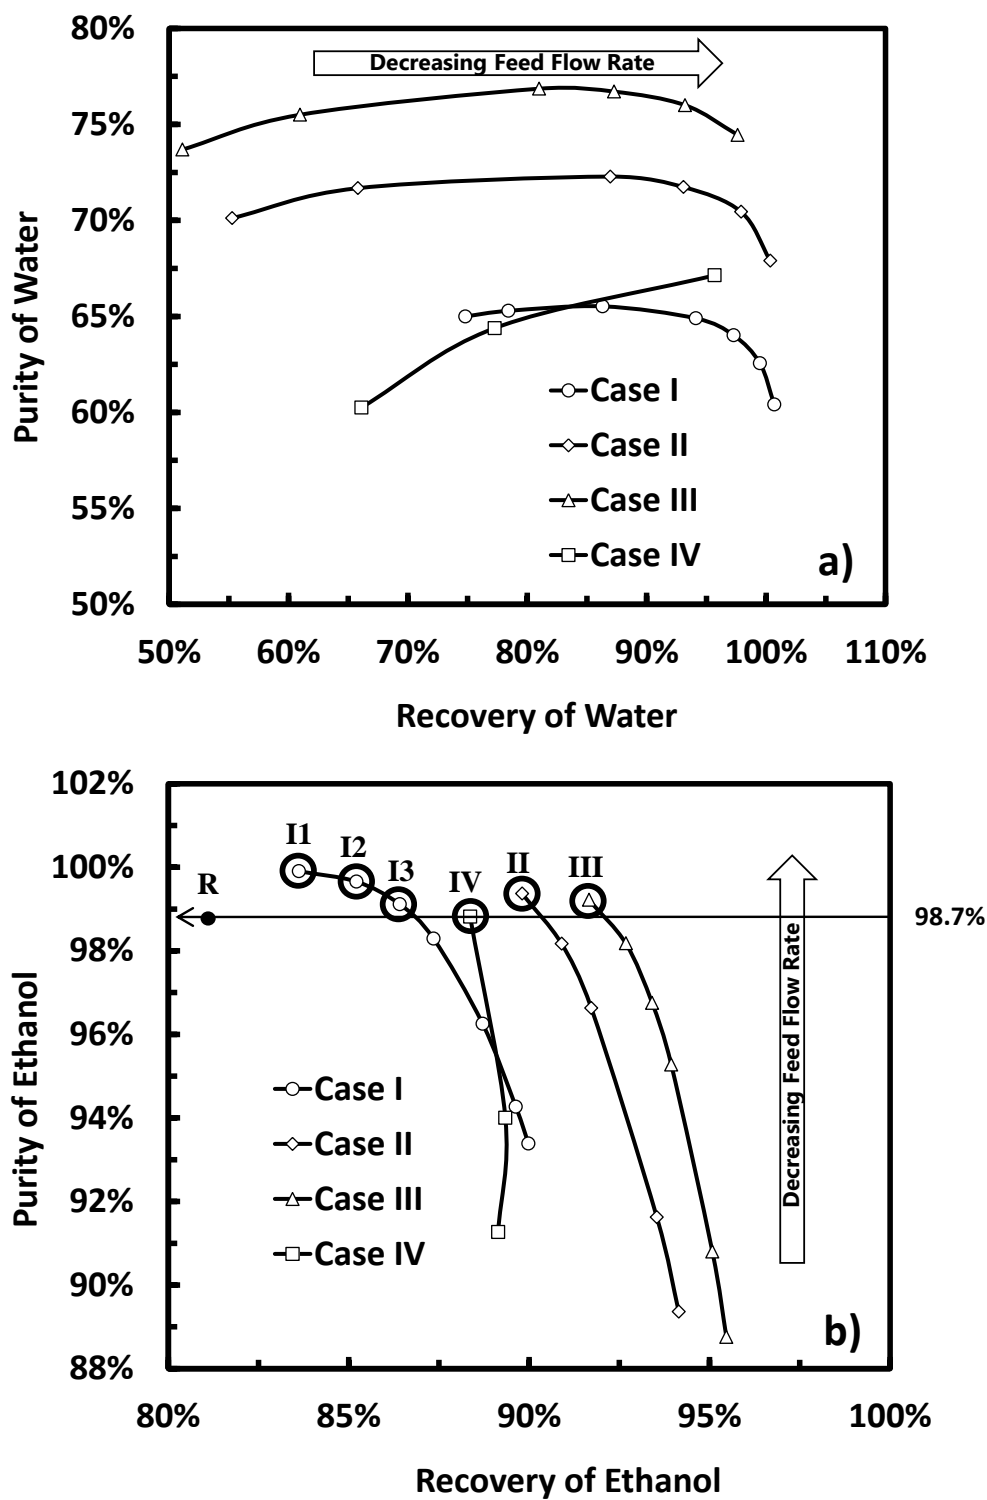 80%
75%
70%
65%
60%
55%
50%
Purity of Water
Decreasing Feed Flow Rate
Case I
Case II
Case III
Case IV
a)
50% 60% 70% 80% 90% 100% 110%
Recovery of Water
102%
100%
98%
96%
94%
92%
90%
88%
Purity of Ethanol
R
I1
I2
I3
IV
II
III
98.7%
Decreasing Feed Flow Rate
Case I
Case II
Case III
Case IV
b)
80% 85% 90% 95% 100%
Recovery of Ethanol